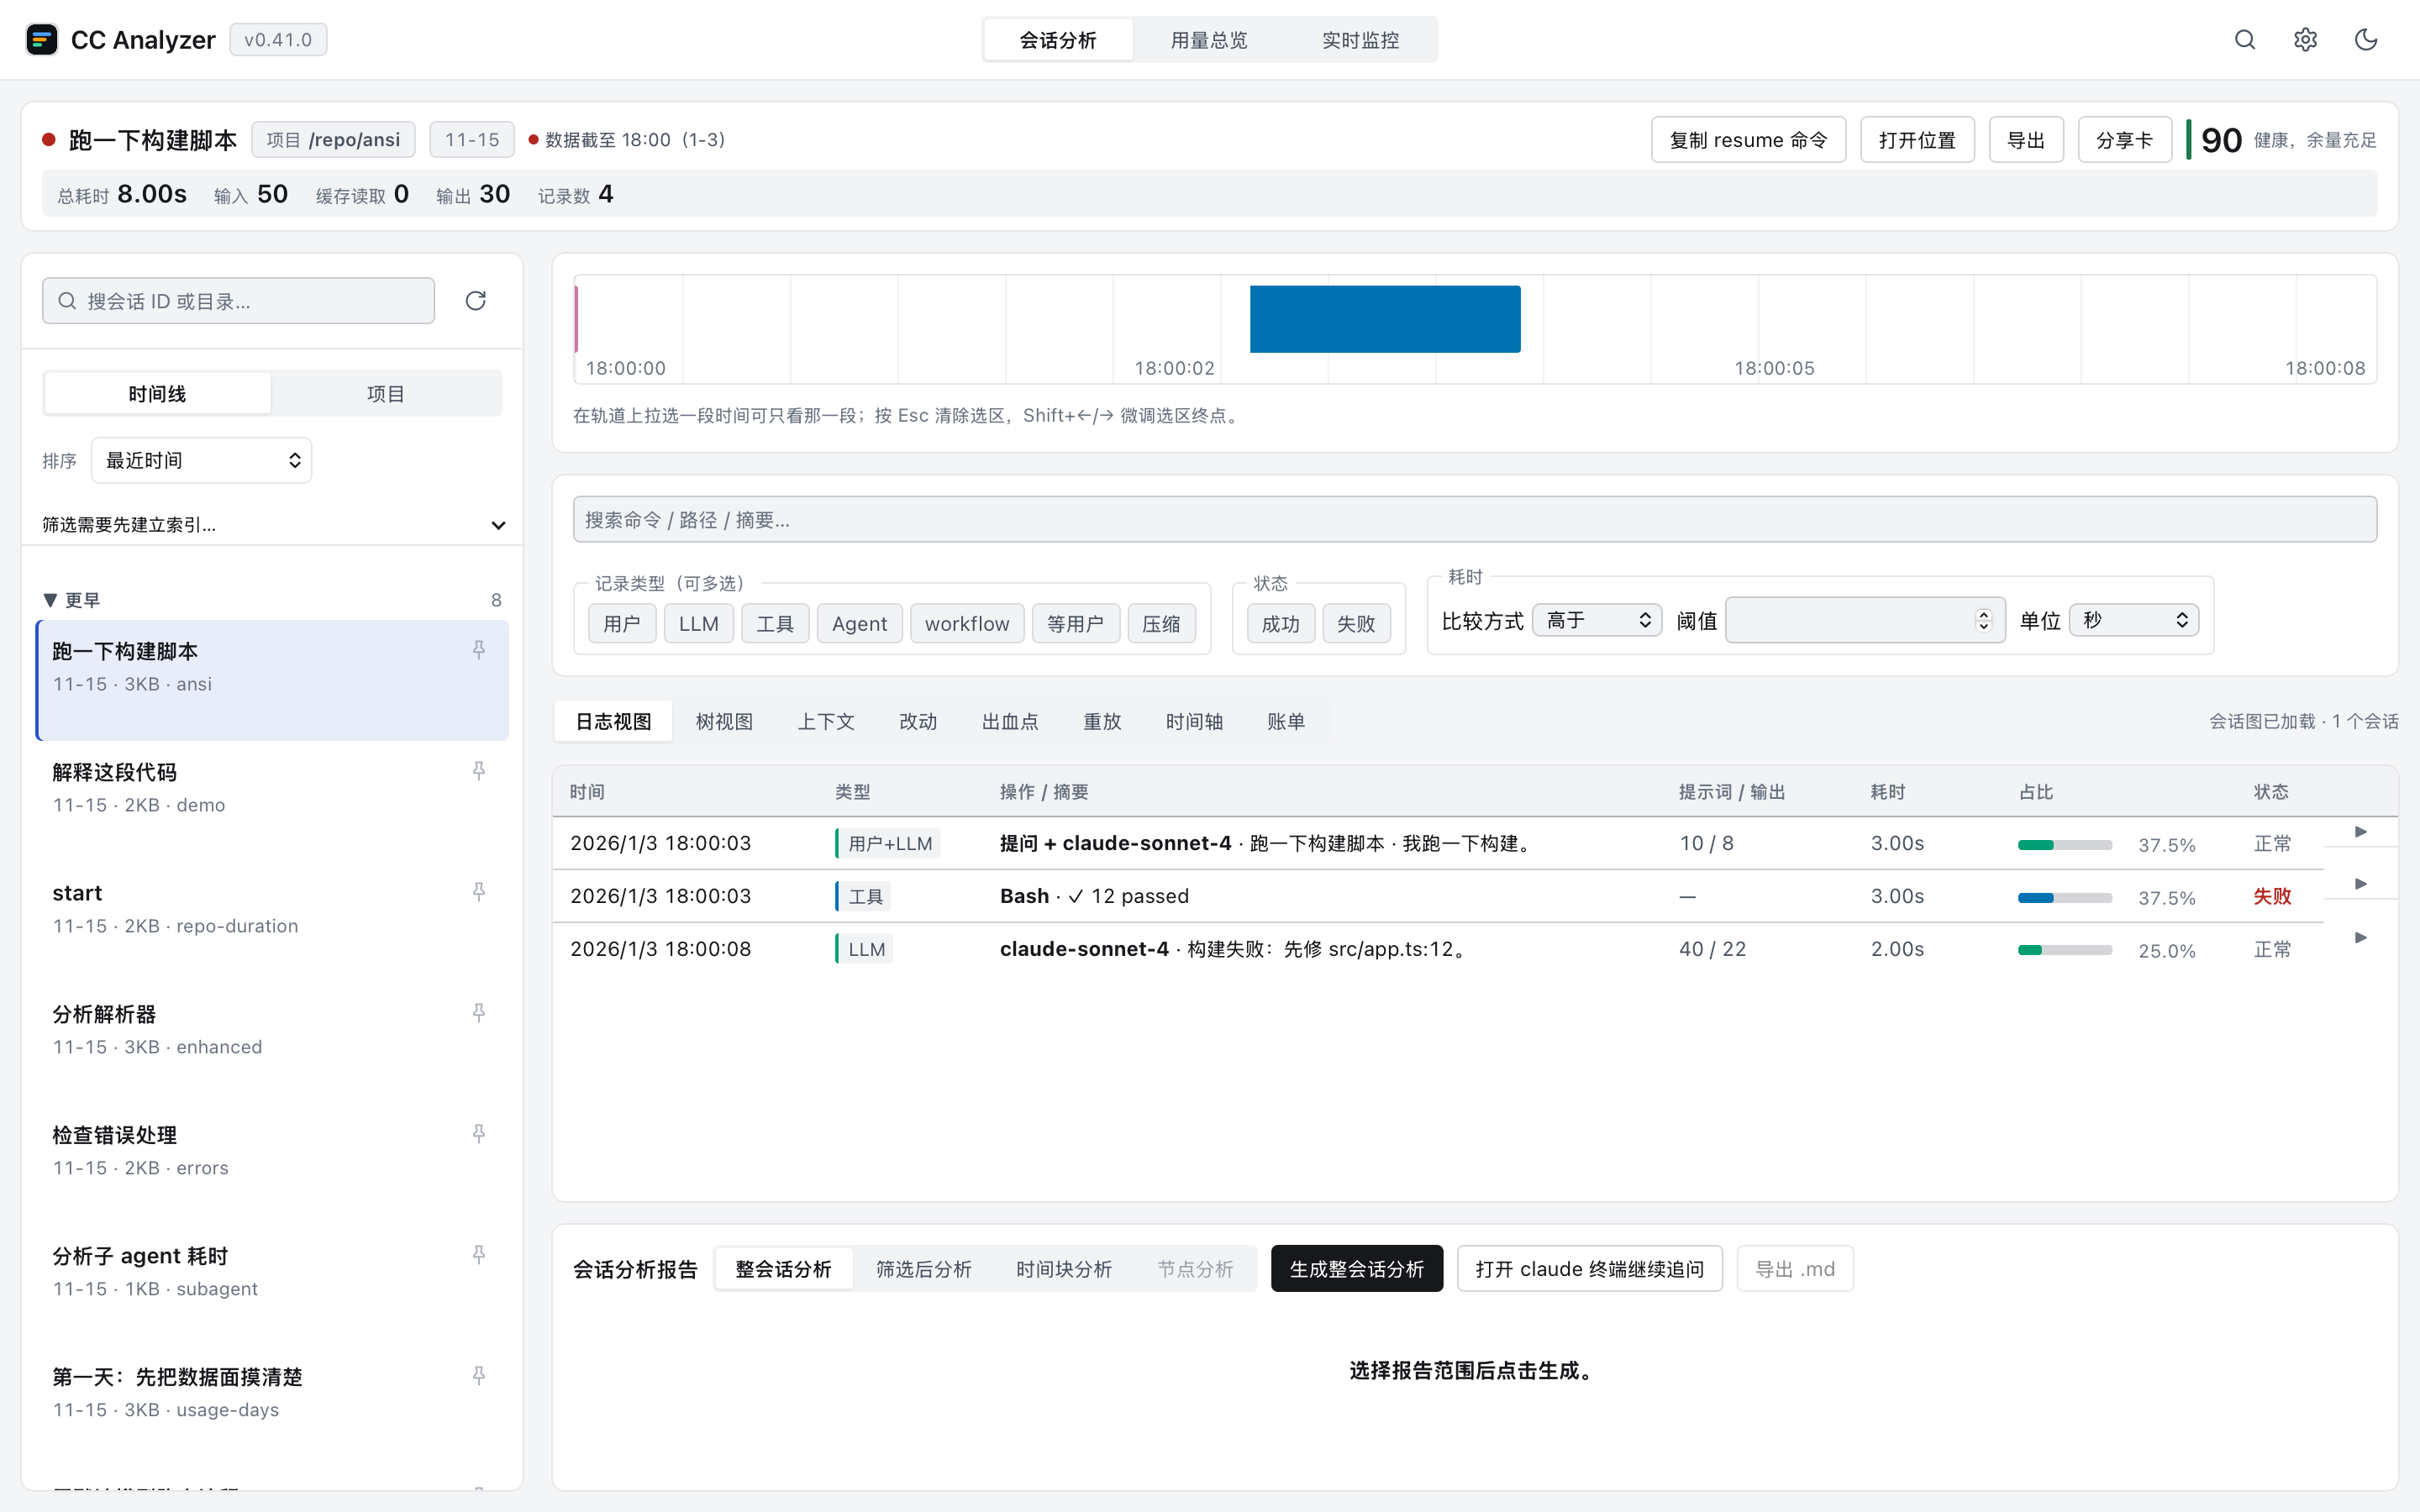 CC Analyzer v0.41.0 会话分析 用量总览 实时监控
跑一下构建脚本 项目 /repo/ansi 11-15 数据截至 18:00（1-3） 复制 resume 命令 打开位置 导出 分享卡 90 健康，余量充足
总耗时 8.00s 输入 50 缓存读取 0 输出 30 记录数 4
搜会话 ID 或目录...
时间线 项目
排序 最近时间
筛选需要先建立索引...
▼ 更早 8
跑一下构建脚本
11-15 · 3KB · ansi
解释这段代码
11-15 · 2KB · demo
start
11-15 · 2KB · repo-duration
分析解析器
11-15 · 3KB · enhanced
检查错误处理
11-15 · 2KB · errors
分析子 agent 耗时
11-15 · 1KB · subagent
第一天：先把数据面摸清楚
11-15 · 3KB · usage-days
18:00:00 18:00:02 18:00:05 18:00:08
在轨道上拉选一段时间可只看那一段；按 Esc 清除选区，Shift+←/→ 微调选区终点。
搜索命令 / 路径 / 摘要...
记录类型（可多选） 状态 耗时
用户 LLM 工具 Agent workflow 等用户 压缩 成功 失败 比较方式 高于 阈值 单位 秒
日志视图 树视图 上下文 改动 出血点 重放 时间轴 账单 会话图已加载 · 1 个会话
时间 类型 操作 / 摘要 提示词 / 输出 耗时 占比 状态
2026/1/3 18:00:03 用户+LLM 提问 + claude-sonnet-4 · 跑一下构建脚本 · 我跑一下构建。 10 / 8 3.00s 37.5% 正常 ▶
2026/1/3 18:00:03 工具 Bash · ✓ 12 passed — 3.00s 37.5% 失败 ▶
2026/1/3 18:00:08 LLM claude-sonnet-4 · 构建失败：先修 src/app.ts:12。 40 / 22 2.00s 25.0% 正常 ▶
会话分析报告 整会话分析 筛选后分析 时间块分析 节点分析 生成整会话分析 打开 claude 终端继续追问 导出 .md
选择报告范围后点击生成。